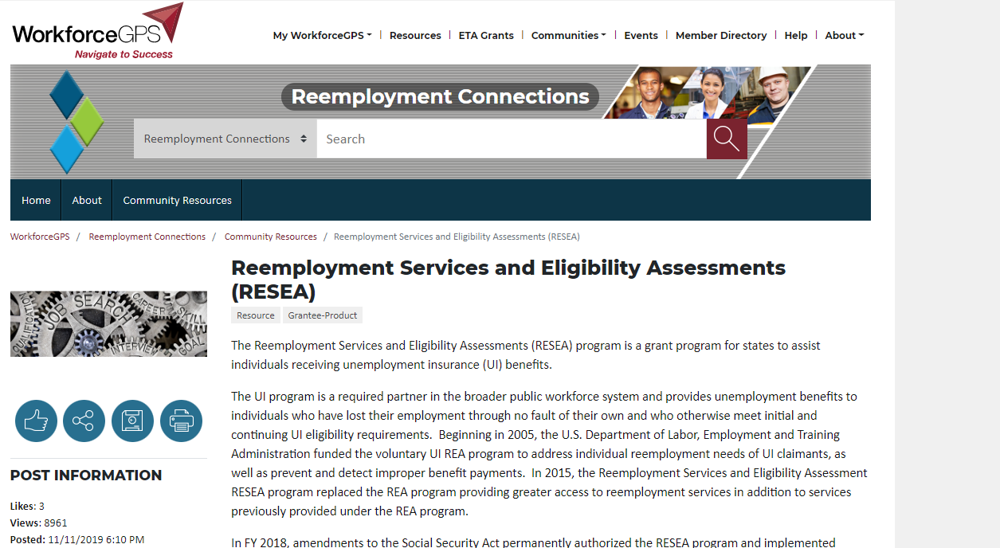 WorkforceGPS
Navigate to Success
My WorkforceGPS
Resources
ETA Grants
Communities
Events
Member Directory
Help
About
Reemployment Connections
Reemployment Connections
Search
Home
About
Community Resources
WorkforceGPS / Reemployment Connections / Community Resources / Reemployment Services and Eligibility Assessments (RESEA)
QUALIFICATION
JOB
SEARCH
CAREER
SKILL
INTERVIEW
GOAL
Reemployment Services and Eligibility Assessments
(RESEA)
Resource
Grantee-Product
The Reemployment Services and Eligibility Assessments (RESEA) program is a grant program for states to assist
individuals receiving unemployment insurance (UI) benefits.
The UI program is a required partner in the broader public workforce system and provides unemployment benefits to
individuals who have lost their employment through no fault of their own and who otherwise meet initial and
continuing UI eligibility requirements.  Beginning in 2005, the U.S. Department of Labor, Employment and Training
Administration funded the voluntary UI REA program to address individual reemployment needs of UI claimants, as
well as prevent and detect improper benefit payments.  In 2015, the Reemployment Services and Eligibility Assessment
RESEA program replaced the REA program providing greater access to reemployment services in addition to services
previously provided under the REA program.
In FY 2018, amendments to the Social Security Act permanently authorized the RESEA program and implemented
POST INFORMATION
Likes: 3
Views: 8961
Posted: 11/11/2019 6:10 PM